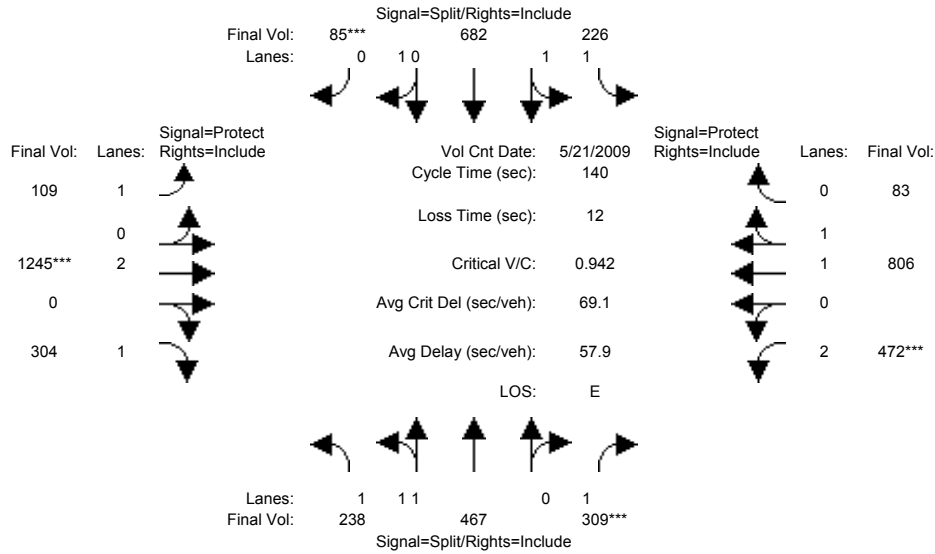 Signal=Split/Rights=Include
Final Vol: 85*** 682 226
Lanes: 0 1 0 1 1
Signal=Protect Signal=Protect
Final Vol: Lanes: Rights=Include Vol Cnt Date: 5/21/2009 Rights=Include Lanes: Final Vol:
Cycle Time (sec): 140
109 1 0 83
Loss Time (sec): 12
0 1
1245*** 2 Critical V/C: 0.942 1 806
0 Avg Crit Del (sec/veh): 69.1 0
304 1 Avg Delay (sec/veh): 57.9 2 472***
LOS: E
Lanes: 1 1 1 0 1
Final Vol: 238 467 309***
Signal=Split/Rights=Include